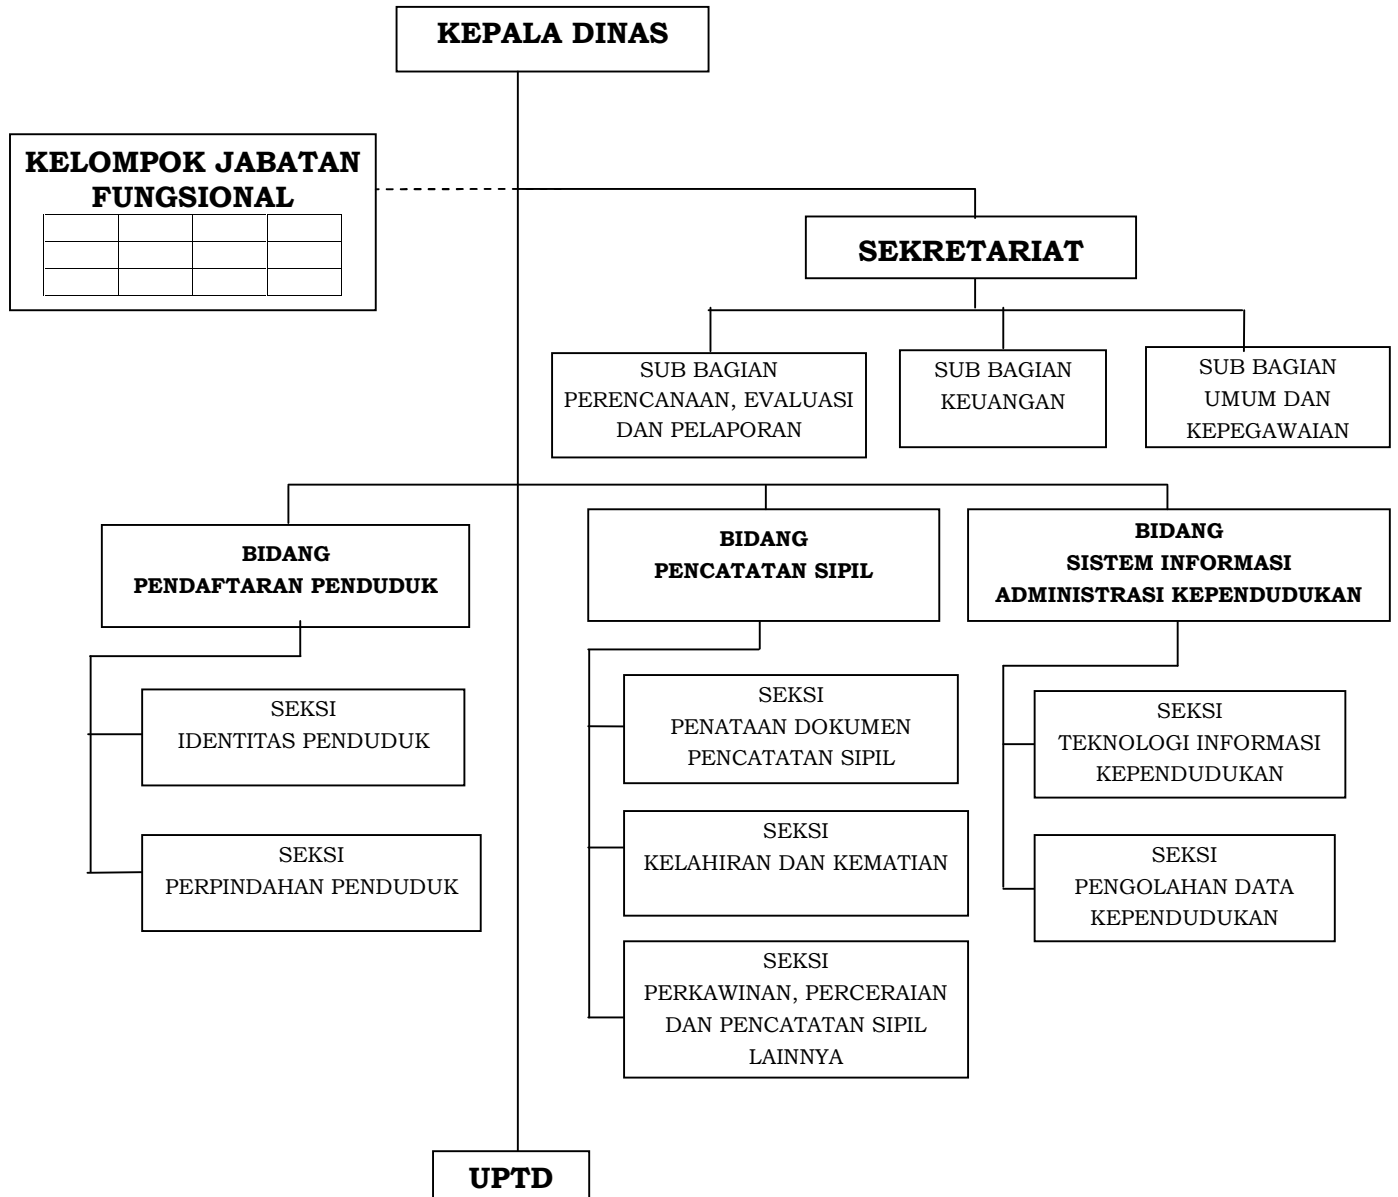 KEPALA DINAS
KELOMPOK JABATAN
FUNGSIONAL
SEKRETARIAT
SUB BAGIAN
PERENCANAAN, EVALUASI
DAN PELAPORAN
SUB BAGIAN
KEUANGAN
SUB BAGIAN
UMUM DAN
KEPEGAWAIAN
BIDANG
PENDAFTARAN PENDUDUK
BIDANG
PENCATATAN SIPIL
BIDANG
SISTEM INFORMASI
ADMINISTRASI KEPENDUDUKAN
SEKSI
IDENTITAS PENDUDUK
SEKSI
PERPINDAHAN PENDUDUK
SEKSI
PENATAAN DOKUMEN
PENCATATAN SIPIL
SEKSI
KELAHIRAN DAN KEMATIAN
SEKSI
PERKAWINAN, PERCERAIAN
DAN PENCATATAN SIPIL
LAINNYA
SEKSI
TEKNOLOGI INFORMASI
KEPENDUDUKAN
SEKSI
PENGOLAHAN DATA
KEPENDUDUKAN
UPTD